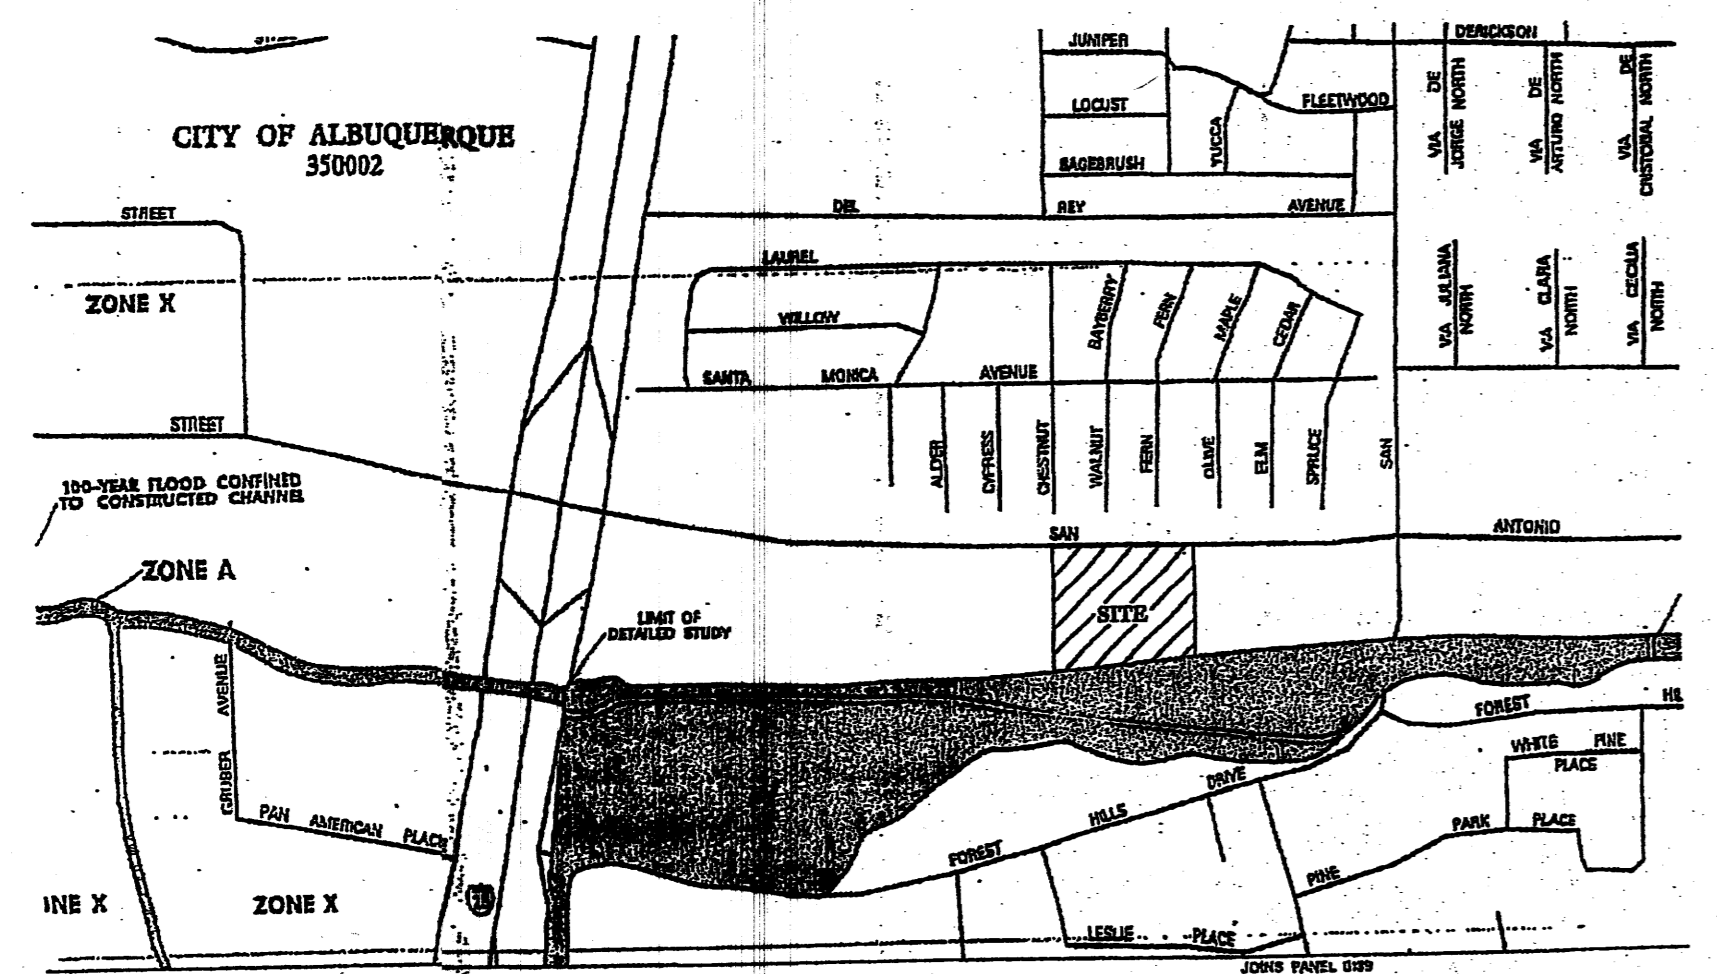 JUNIPER
DERICKSON
LOCUST
FLEETWOOD
YUCCA
SAGEBRUSH
VIA DE
JORGE NORTH
VIA DE
ARTURO NORTH
VIA DE
CRISTOBAL NORTH
CITY OF ALBUQUERQUE
350002
STREET
DEL REY AVENUE
LAUREL
ZONE X
WILLOW
BAYBERRY
FERN
MAPLE
CEDAR
VIA JULIANA
NORTH
VIA CLARA
NORTH
VIA CECILIA
NORTH
SANTA MONICA AVENUE
STREET
ALDER
CYPRESS
CHESTNUT
WALNUT
FERN
OLIVE
ELM
SPRUCE
SAN
100-YEAR FLOOD CONFINED
TO CONSTRUCTED CHANNEL
SAN ANTONIO
ZONE A
SITE
LIMIT OF
DETAILED STUDY
GRUBER AVENUE
FOREST
WHITE PINE
PLACE
PAN AMERICAN PLACE
FOREST HILLS DRIVE
PARK PLACE
PINE
INE X
ZONE X
LESLIE PLACE
JOINS PANEL 0139